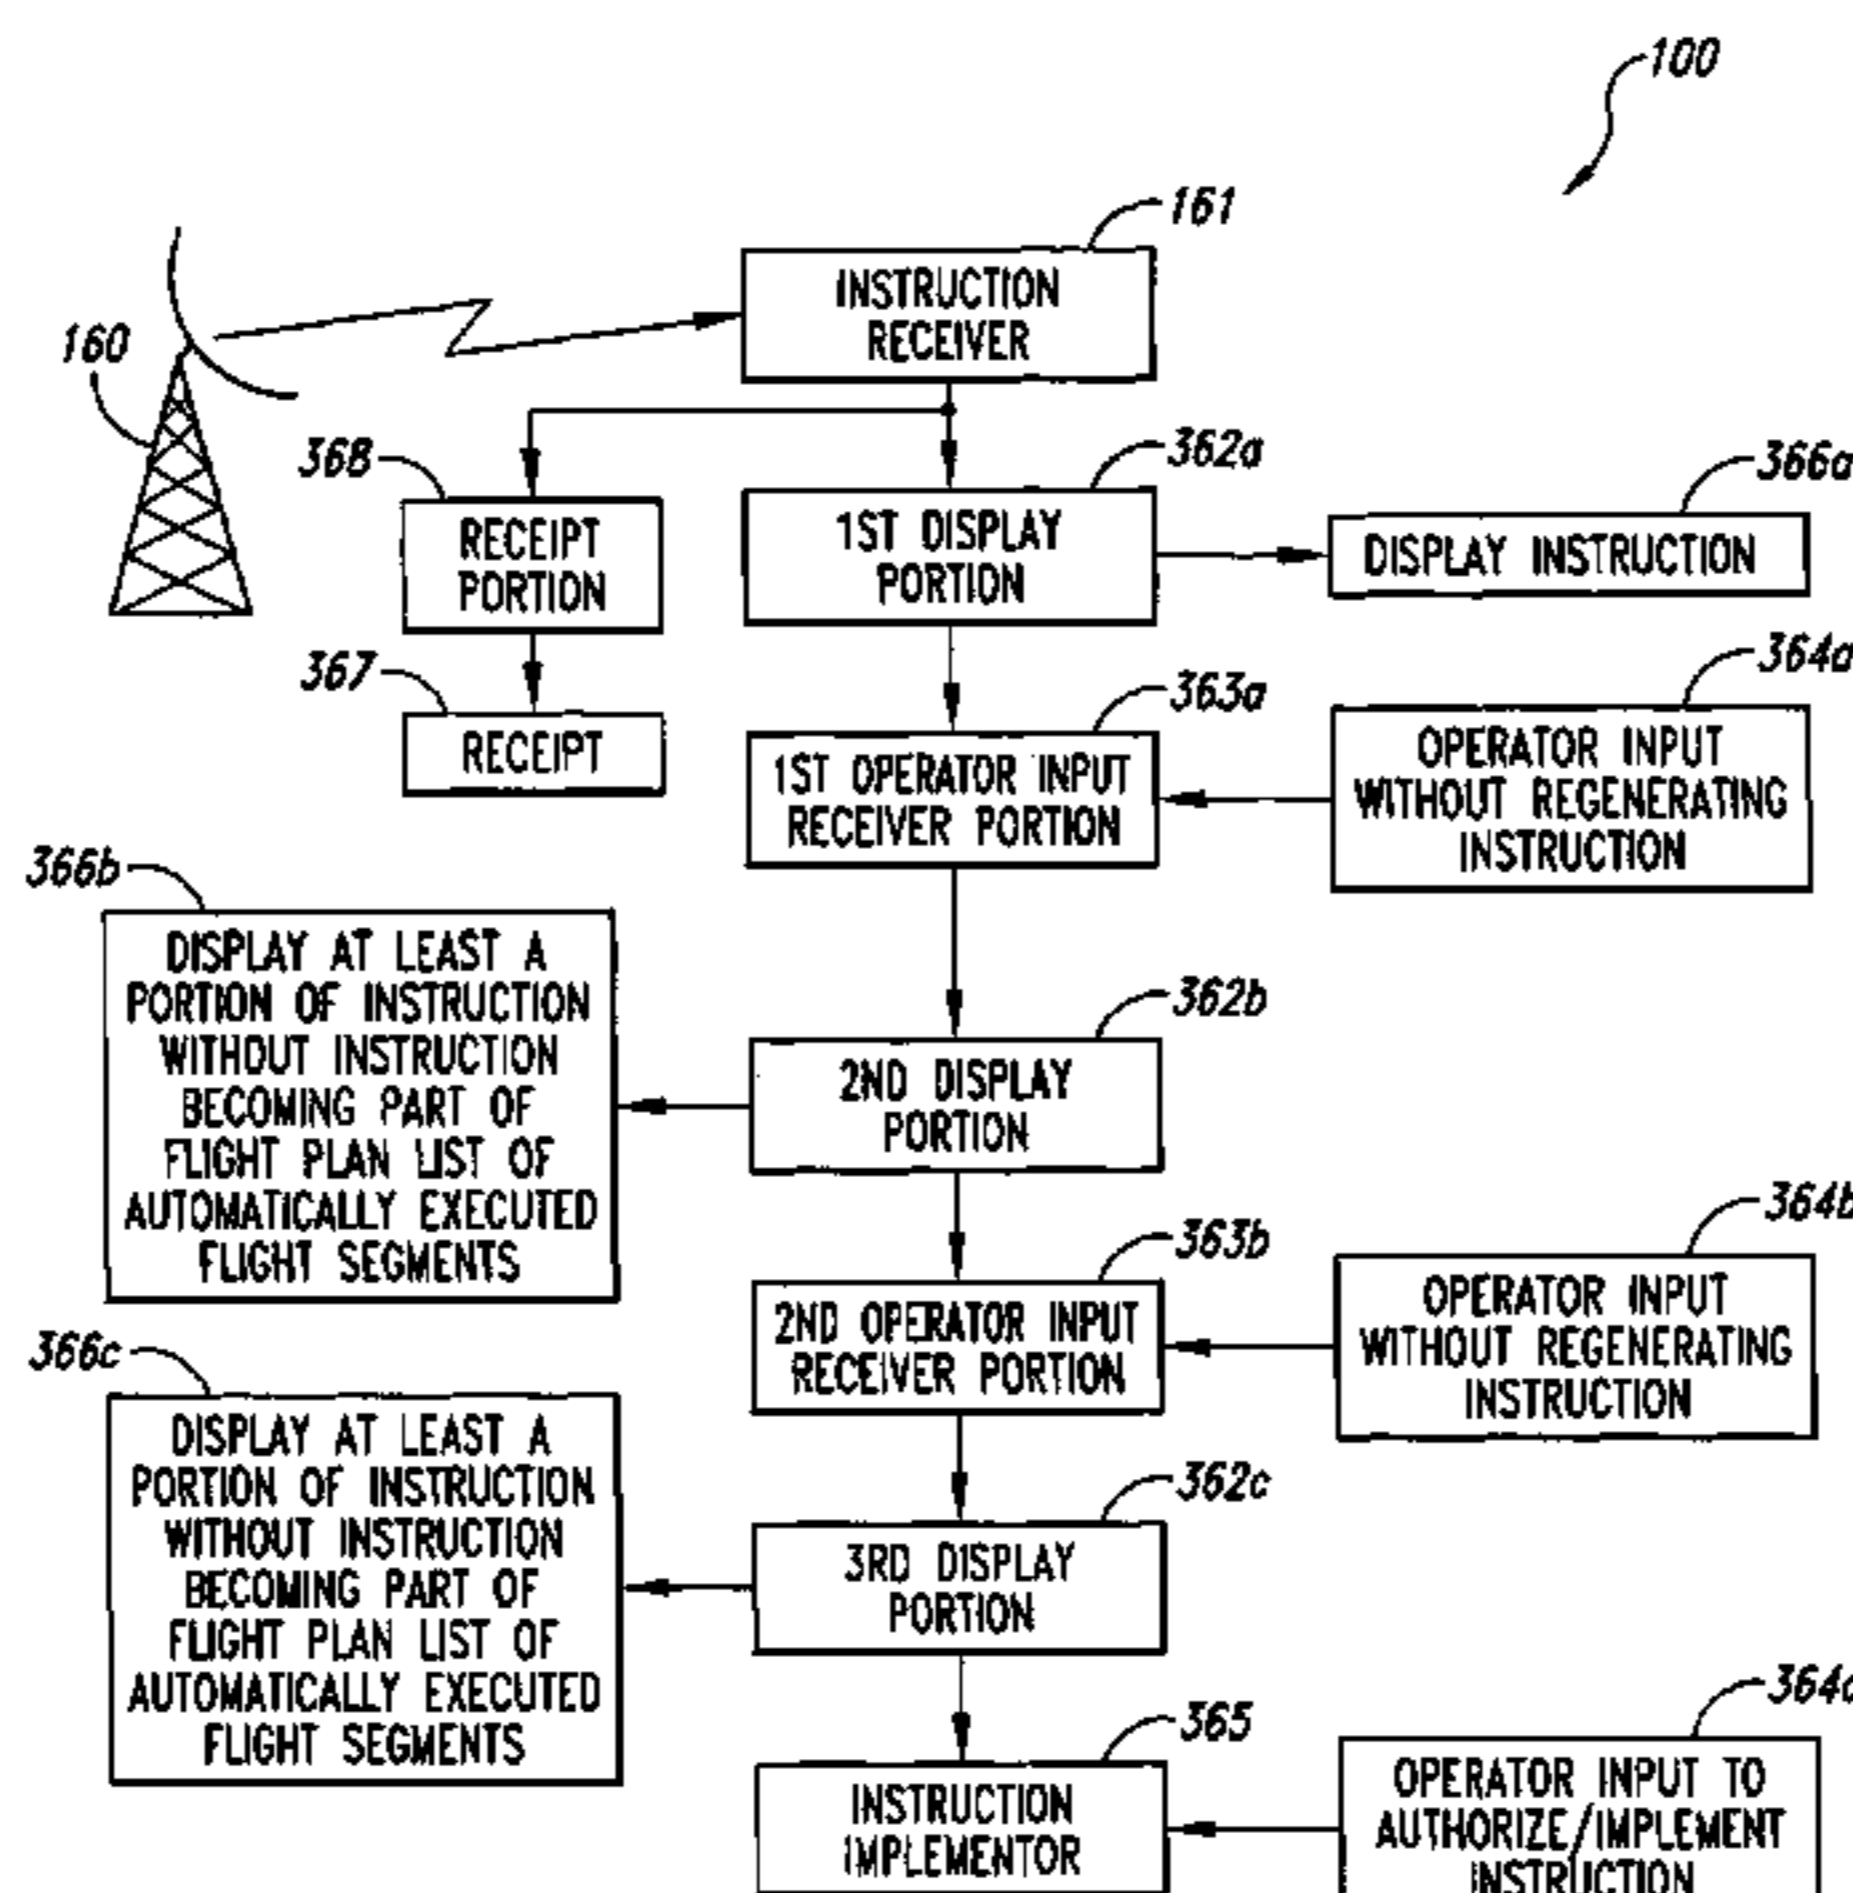 100
161
INSTRUCTION
RECEIVER
160
368
362a
366a
RECEIPT
PORTION
1ST DISPLAY
PORTION
DISPLAY INSTRUCTION
367
363a
364a
RECEIPT
1ST OPERATOR INPUT
RECEIVER PORTION
OPERATOR INPUT
WITHOUT REGENERATING
INSTRUCTION
366b
DISPLAY AT LEAST A
PORTION OF INSTRUCTION
WITHOUT INSTRUCTION
BECOMING PART OF
FLIGHT PLAN LIST OF
AUTOMATICALLY EXECUTED
FLIGHT SEGMENTS
362b
2ND DISPLAY
PORTION
363b
364b
2ND OPERATOR INPUT
RECEIVER PORTION
OPERATOR INPUT
WITHOUT REGENERATING
INSTRUCTION
366c
DISPLAY AT LEAST A
PORTION OF INSTRUCTION
WITHOUT INSTRUCTION
BECOMING PART OF
FLIGHT PLAN LIST OF
AUTOMATICALLY EXECUTED
FLIGHT SEGMENTS
362c
3RD DISPLAY
PORTION
365
INSTRUCTION
IMPLEMENTOR
OPERATOR INPUT TO
AUTHORIZE/IMPLEMENT
INSTRUCTION